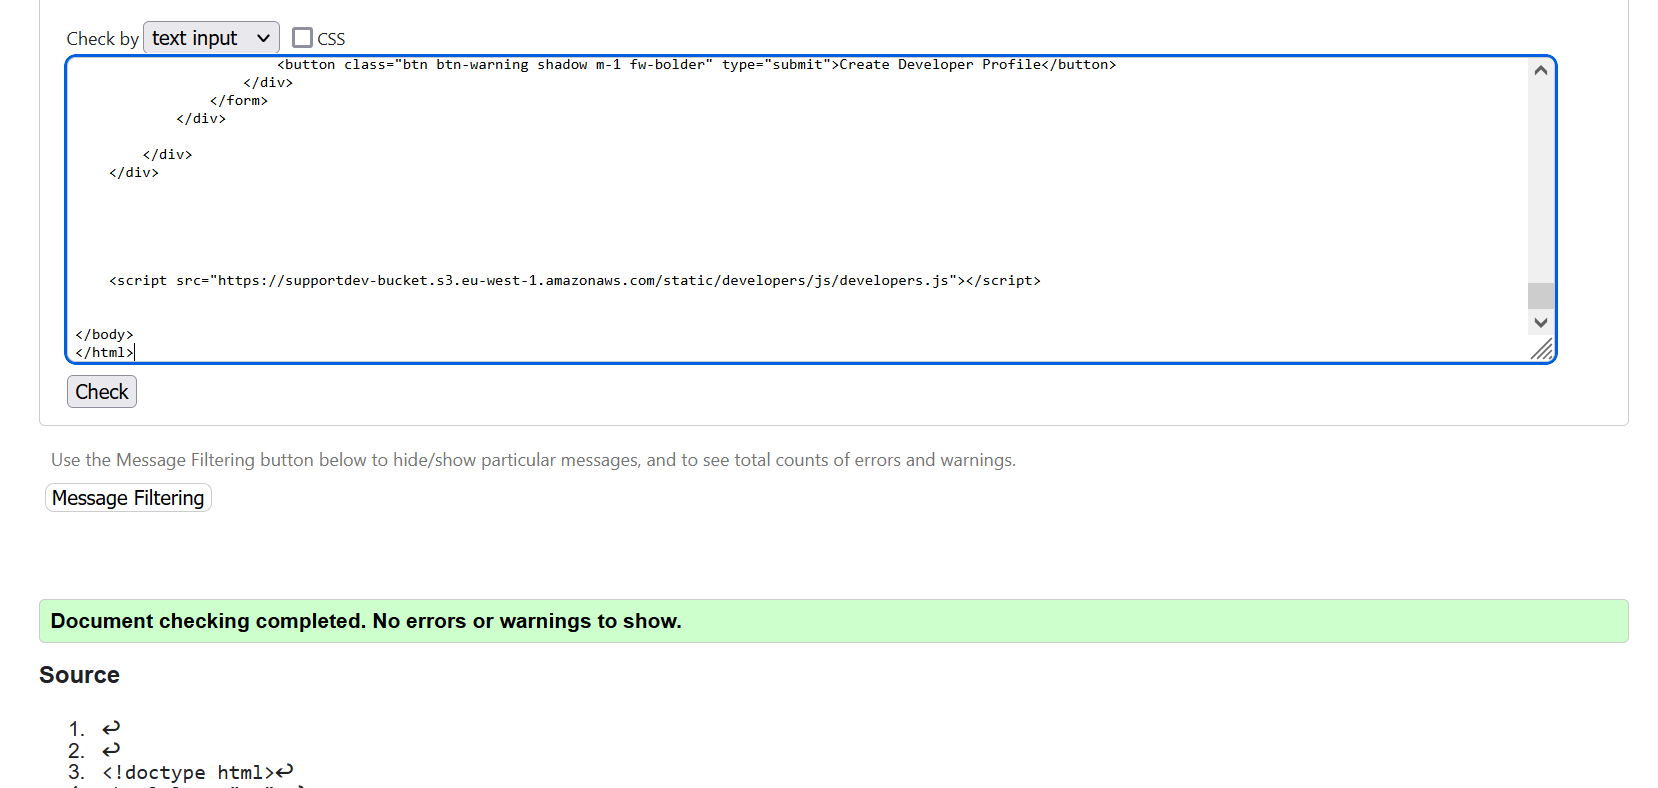 Check by text input CSS
<button class="btn btn-warning shadow m-1 fw-bolder" type="submit">Create Developer Profile</button>
</div>
</form>
</div>
</div>
</div>
<script src="https://supportdev-bucket.s3.eu-west-1.amazonaws.com/static/developers/js/developers.js"></script>
</body>
</html>
Check
Use the Message Filtering button below to hide/show particular messages, and to see total counts of errors and warnings.
Message Filtering
Document checking completed. No errors or warnings to show.
Source
1. ↩
2. ↩
3. <!doctype html>↩